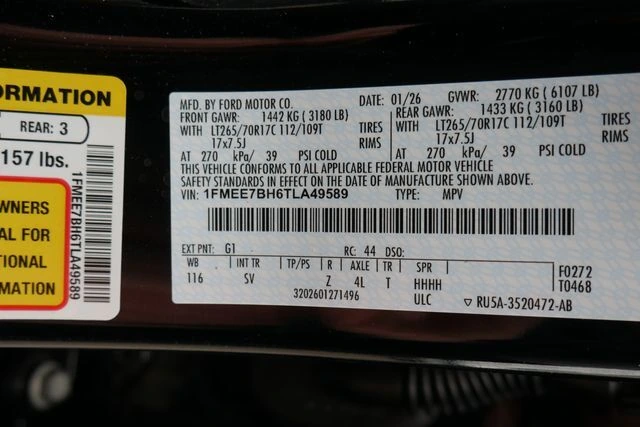 ORMATION
REAR: 3
157 lbs.
WNERS
AL FOR
TIONAL
MATION
1FMEE7BH6TLA49589
MFD. BY FORD MOTOR CO.
DATE: 01/26 GVWR: 2770 KG ( 6107 LB)
FRONT GAWR: 1442 KG ( 3180 LB) REAR GAWR: 1433 KG ( 3160 LB)
WITH LT265/70R17C 112/109T TIRES WITH LT265/70R17C 112/109T TIRES
17x7.5J RIMS 17x7.5J RIMS
AT 270 kPa/ 39 PSI COLD AT 270 kPa/ 39 PSI COLD
THIS VEHICLE CONFORMS TO ALL APPLICABLE FEDERAL MOTOR VEHICLE
SAFETY STANDARDS IN EFFECT ON THE DATE OF MANUFACTURE SHOWN ABOVE.
VIN: 1FMEE7BH6TLA49589 TYPE: MPV
EXT PNT: G1 RC: 44 DSO:
WB INT TR TP/PS R AXLE TR SPR F0272
116 SV Z 4L T HHHH T0468
3202601271496 ULC ▽ RU5A-3520472-AB